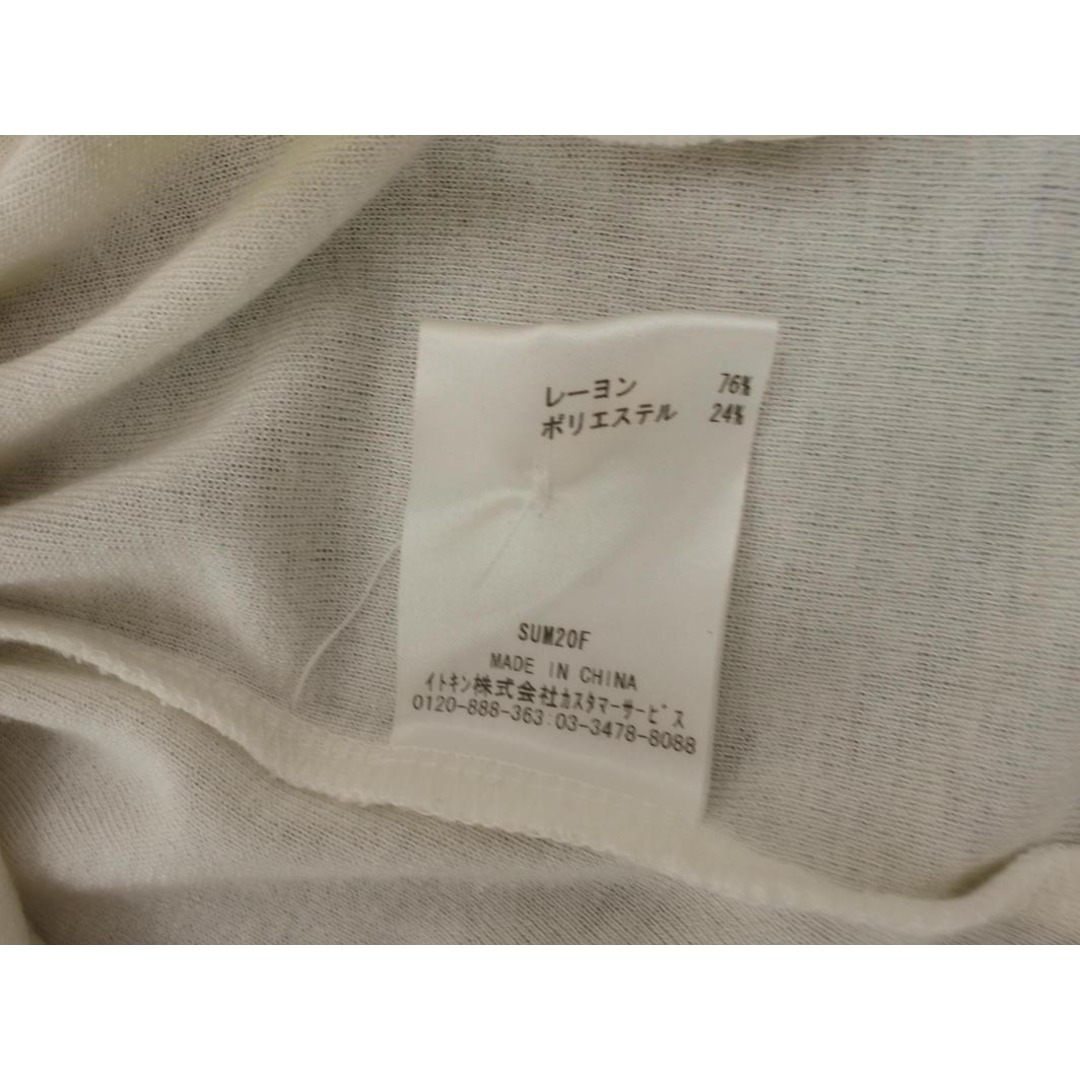 レーヨン 76%
ポリエステル 24%
SUM20F
MADE IN CHINA
イトキン株式会社カスタマーサービス
0120-888-363 03-3478-8088